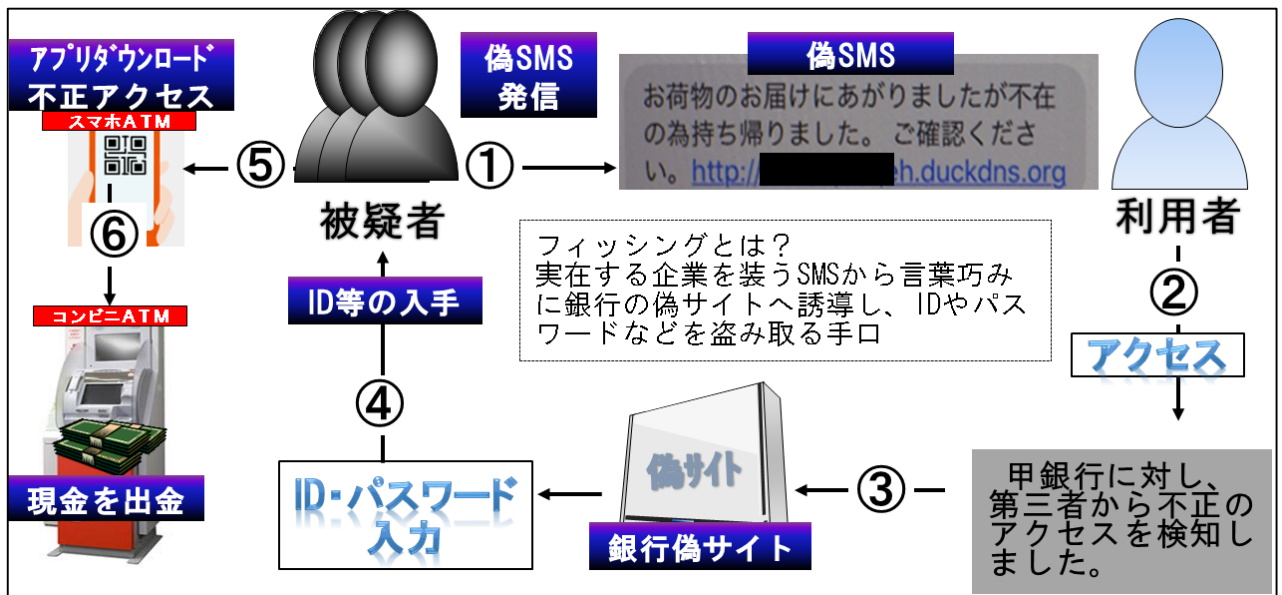 アプリダウンロード
不正アクセス
スマホATM
⑤
⑥
コンビニATM
現金を出金
被疑者
偽SMS
発信
①
偽SMS
お荷物のお届けにあがりましたが不在
の為持ち帰りました。ご確認くださ
い。http://
eh.duckdns.org
利用者
②
アクセス
フィッシングとは?
実在する企業を装うSMSから言葉巧み
に銀行の偽サイトへ誘導し、IDやパス
ワードなどを盗み取る手口
甲銀行に対し、
第三者から不正の
アクセスを検知し
ました。
③
偽サイト
銀行偽サイト
ID・パスワード
入力
④
ID等の入手